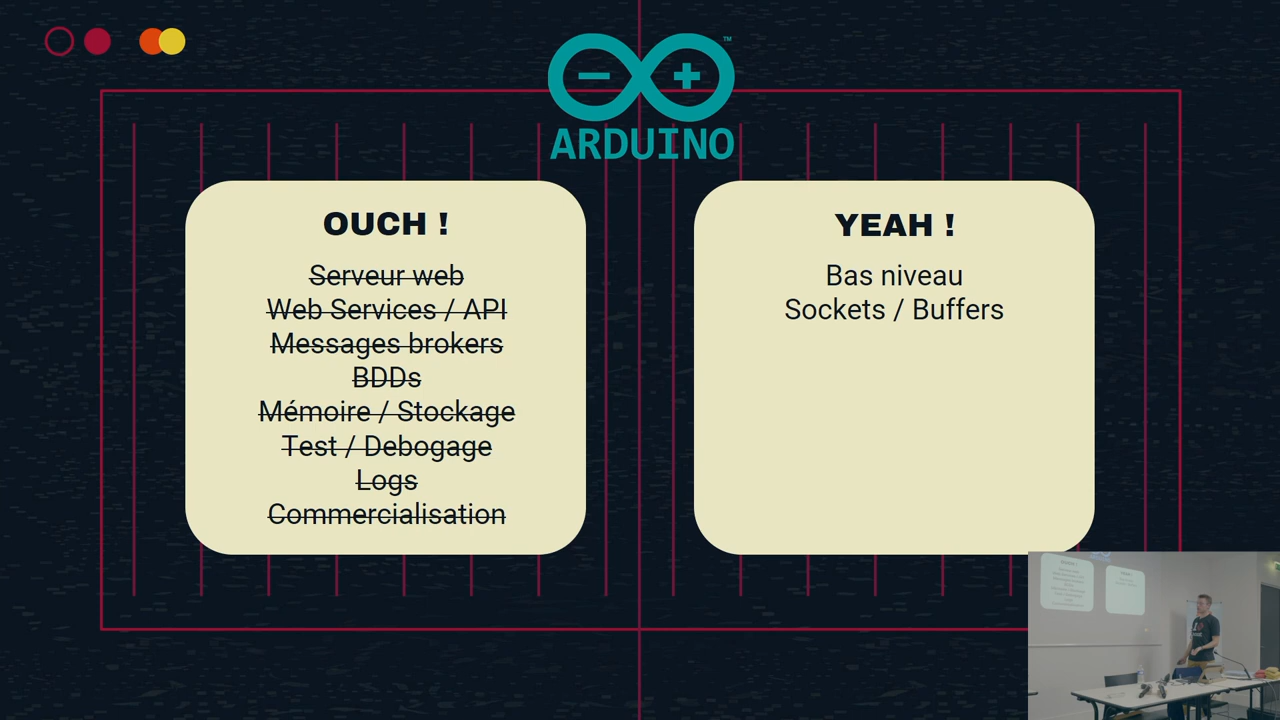 ™
ARDUINO
OUCH !
Serveur web
Web Services / API
Messages brokers
BDDs
Mémoire / Stockage
Test / Debogage
Logs
Commercialisation
YEAH !
Bas niveau
Sockets / Buffers